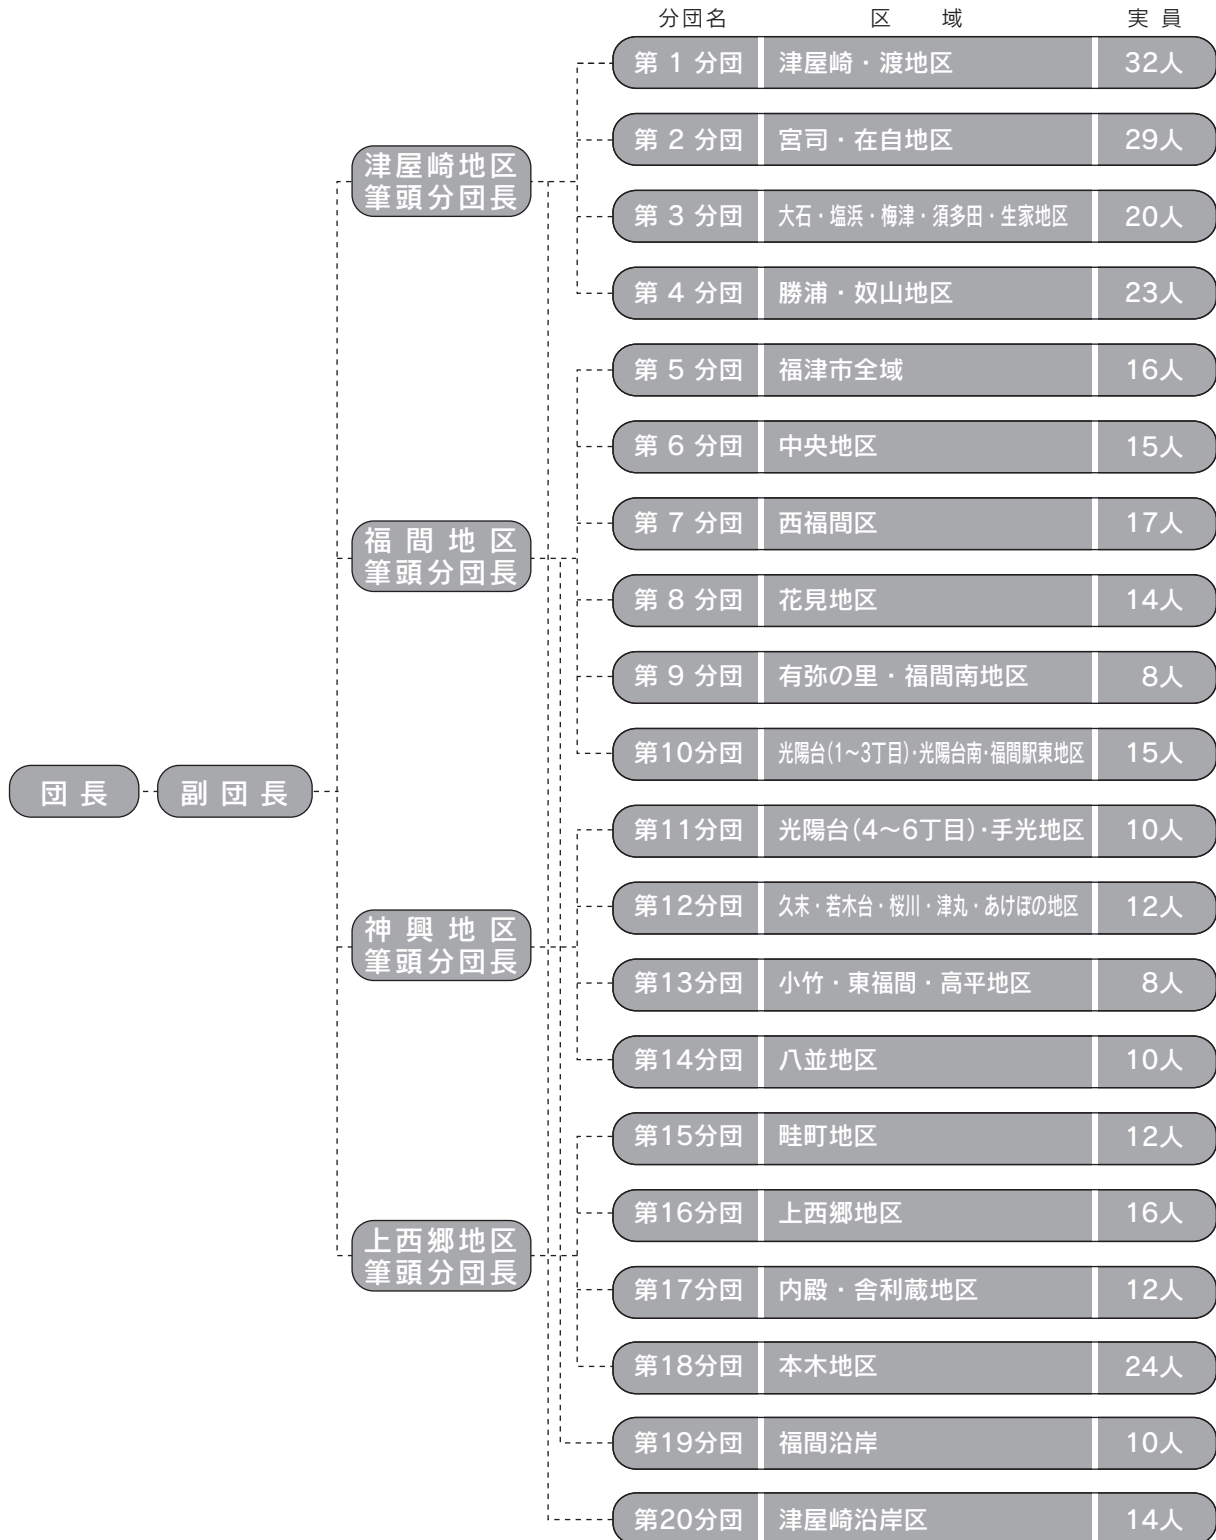 分団名 区域 実員
第1分団 津屋崎・渡地区 32人
第2分団 宮司・在自地区 29人
津屋崎地区
筆頭分団長
第3分団 大石・塩浜・梅津・須多田・生家地区 20人
第4分団 勝浦・奴山地区 23人
第5分団 福津市全域 16人
第6分団 中央地区 15人
第7分団 西福間区 17人
福間地区
筆頭分団長
第8分団 花見地区 14人
第9分団 有弥の里・福間南地区 8人
第10分団 光陽台(1〜3丁目)・光陽台南・福間駅東地区 15人
団長 副団長
第11分団 光陽台(4〜6丁目)・手光地区 10人
第12分団 久末・若木台・桜川・津丸・あけぼの地区 12人
神興地区
筆頭分団長
第13分団 小竹・東福間・高平地区 8人
第14分団 八並地区 10人
第15分団 畦町地区 12人
第16分団 上西郷地区 16人
上西郷地区
筆頭分団長
第17分団 内殿・舎利蔵地区 12人
第18分団 本木地区 24人
第19分団 福間沿岸 10人
第20分団 津屋崎沿岸区 14人